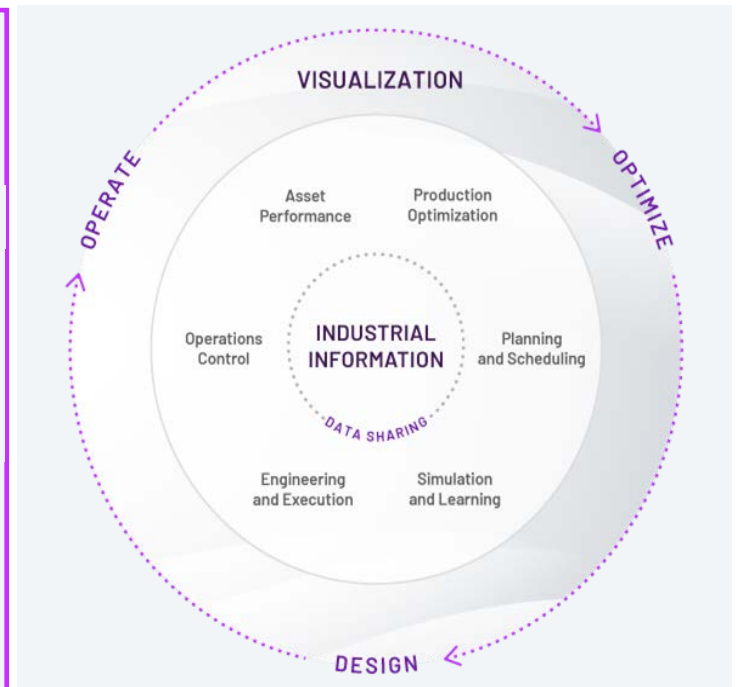 VISUALIZATION
OPERATE
OPTIMIZE
Asset
Performance
Production
Optimization
Operations
Control
INDUSTRIAL
INFORMATION
Planning
and Scheduling
DATA SHARING
Engineering
and Execution
Simulation
and Learning
DESIGN